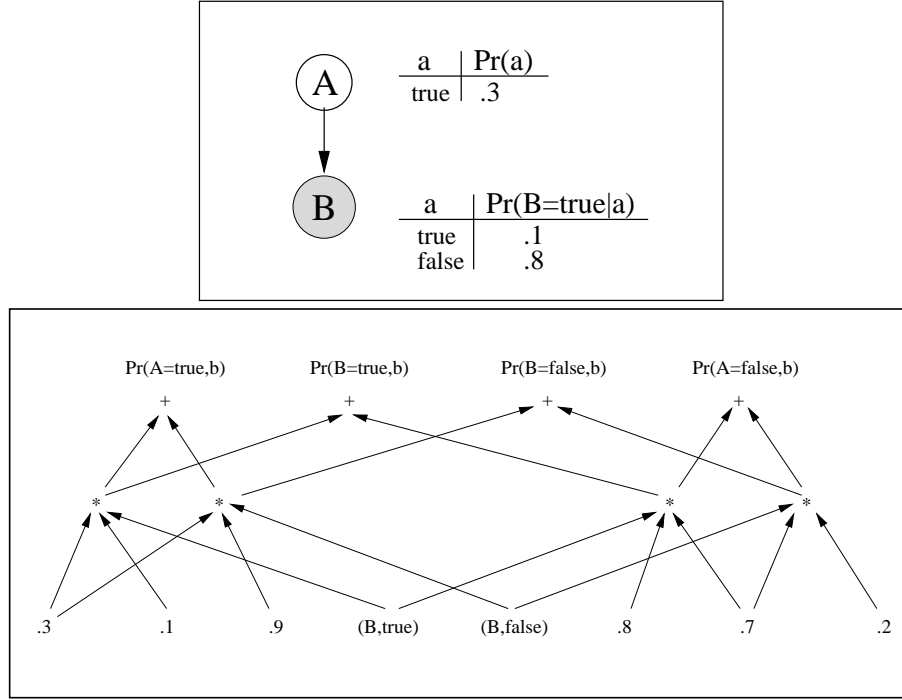 A
a Pr(a)
true .3
B
a Pr(B=true|a)
true .1
false .8
Pr(A=true,b) Pr(B=true,b) Pr(B=false,b) Pr(A=false,b)
+ + + +
* * * *
.3 .1 .9 (B,true) (B,false) .8 .7 .2